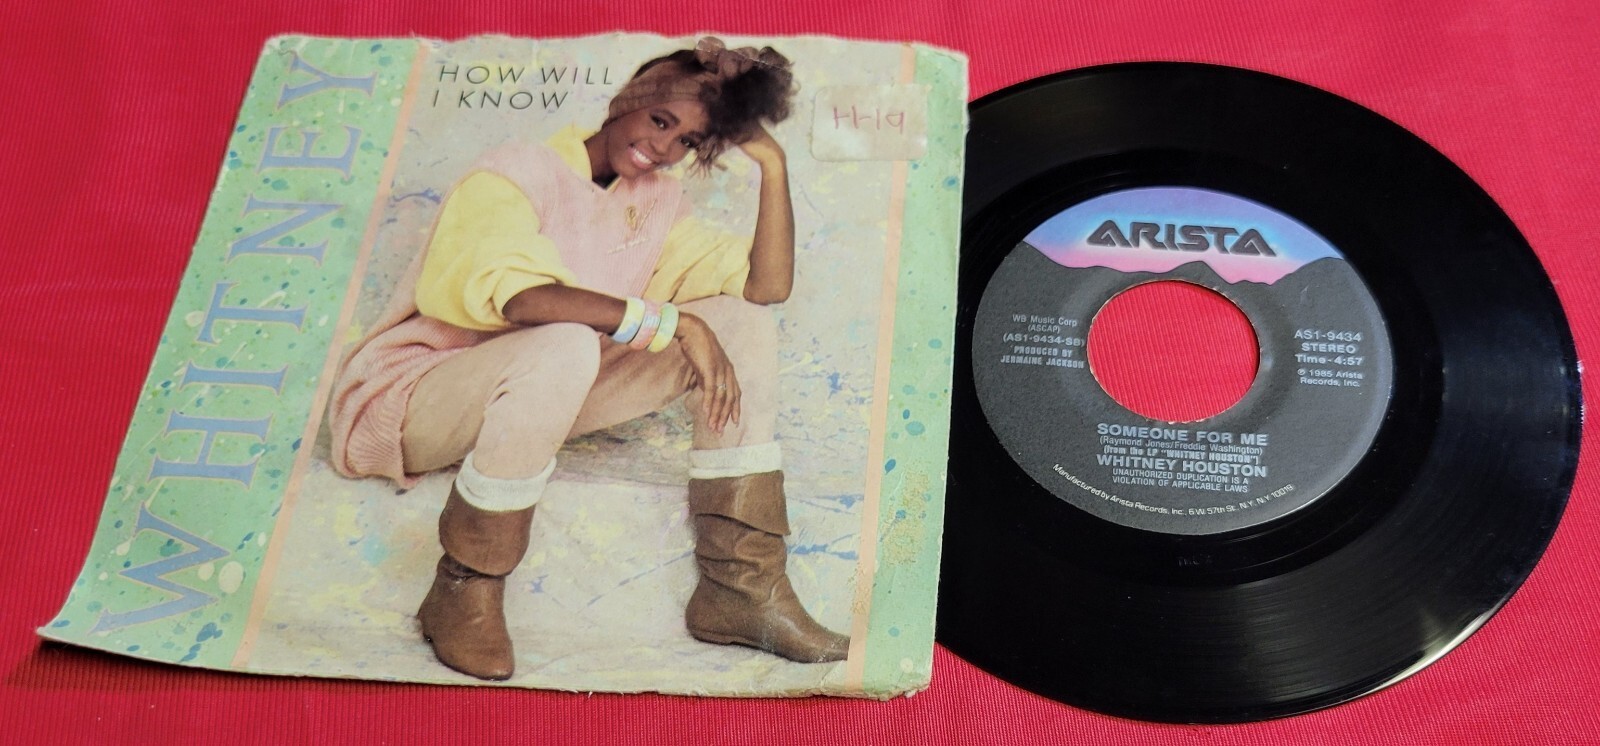 WHITNEY
HOW WILL
I KNOW
11-19
ARISTA
WB Music Corp
(ASCAP)
(AS1-9434-SB)
PRODUCED BY
JERMAINE JACKSON
AS1-9434
STEREO
Time-4:57
℗ 1985 Arista
Records, Inc.
SOMEONE FOR ME
(Raymond Jones/Freddie Washington)
(from the LP "WHITNEY HOUSTON")
WHITNEY HOUSTON
UNAUTHORIZED DUPLICATION IS A
VIOLATION OF APPLICABLE LAWS
Manufactured by Arista Records, Inc., 6 W. 57th St., N.Y. N.Y. 10019